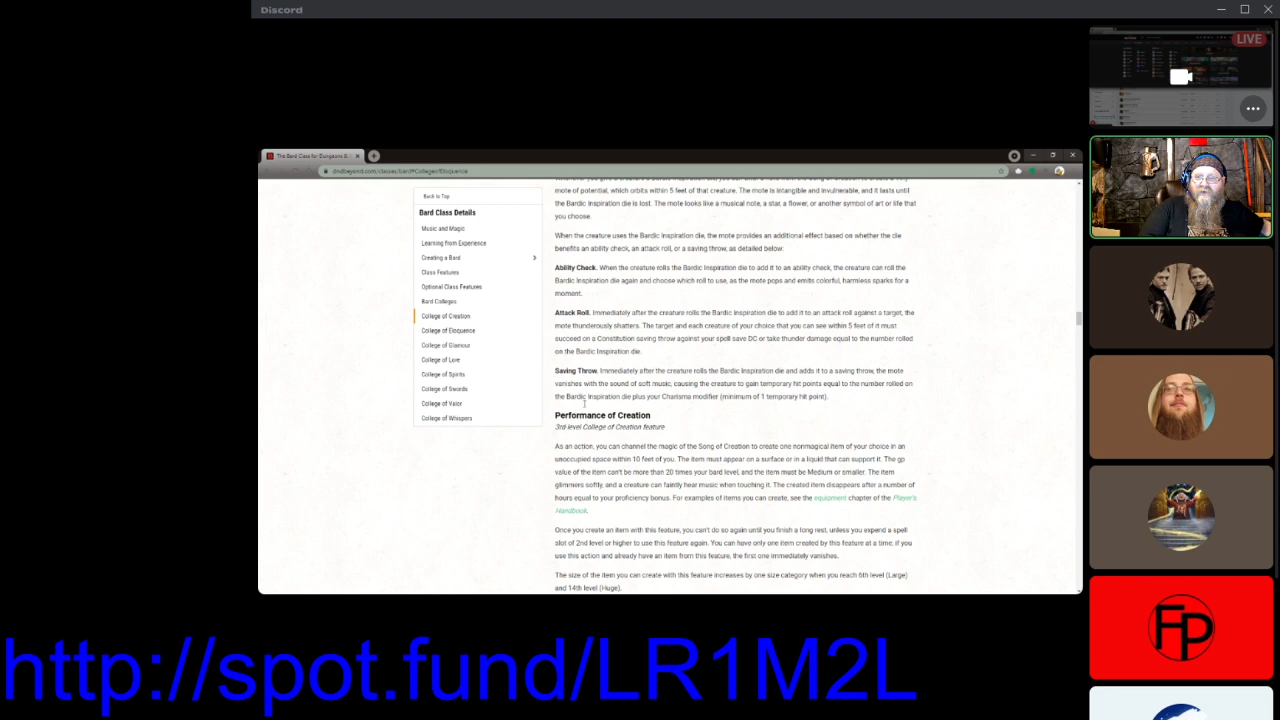 Discord
LIVE
The Bard Class for Dungeons &
dndbeyond.com/classes/bard#CollegeofEloquence
Back to Top
Bard Class Details
Music and Magic
Learning from Experience
Creating a Bard
Class Features
Optional Class Features
Bard Colleges
College of Creation
College of Eloquence
College of Glamour
College of Lore
College of Spirits
College of Swords
College of Valor
College of Whispers
mote of potential, which orbits within 5 feet of that creature. The mote is intangible and invulnerable, and it lasts until
the Bardic Inspiration die is lost. The mote looks like a musical note, a star, a flower, or another symbol of art or life that
you choose.
When the creature uses the Bardic Inspiration die, the mote provides an additional effect based on whether the die
benefits an ability check, an attack roll, or a saving throw, as detailed below:
Ability Check. When the creature rolls the Bardic Inspiration die to add it to an ability check, the creature can roll the
Bardic Inspiration die again and choose which roll to use, as the mote pops and emits colorful, harmless sparks for a
moment.
Attack Roll. Immediately after the creature rolls the Bardic Inspiration die to add it to an attack roll against a target, the
mote thunderously shatters. The target and each creature of your choice that you can see within 5 feet of it must
succeed on a Constitution saving throw against your spell save DC or take thunder damage equal to the number rolled
on the Bardic Inspiration die.
Saving Throw. Immediately after the creature rolls the Bardic Inspiration die and adds it to a saving throw, the mote
vanishes with the sound of soft music, causing the creature to gain temporary hit points equal to the number rolled on
the Bardic Inspiration die plus your Charisma modifier (minimum of 1 temporary hit point).
Performance of Creation
3rd-level College of Creation feature
As an action, you can channel the magic of the Song of Creation to create one nonmagical item of your choice in an
unoccupied space within 10 feet of you. The item must appear on a surface or in a liquid that can support it. The gp
value of the item can't be more than 20 times your bard level, and the item must be Medium or smaller. The item
glimmers softly, and a creature can faintly hear music when touching it. The created item disappears after a number of
hours equal to your proficiency bonus. For examples of items you can create, see the equipment chapter of the Player's
Handbook.
Once you create an item with this feature, you can't do so again until you finish a long rest, unless you expend a spell
slot of 2nd level or higher to use this feature again. You can have only one item created by this feature at a time; if you
use this action and already have an item from this feature, the first one immediately vanishes.
The size of the item you can create with this feature increases by one size category when you reach 6th level (Large)
and 14th level (Huge).
FP
http://spot.fund/LR1M2L